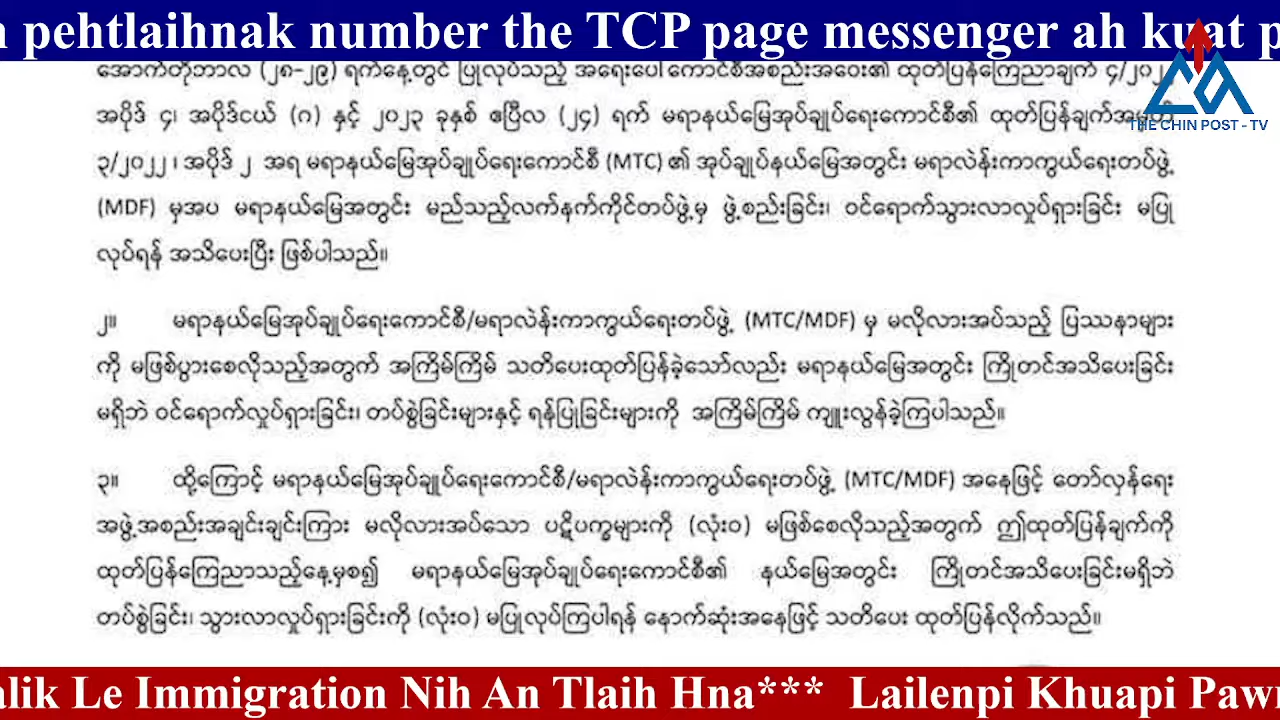 pehtlaihnak number the TCP page messenger ah kuat
THE CHIN POST - TV
အောက်တိုဘာလ (၂၈–၂၉) ရက်နေ့တွင် ပြုလုပ်သည့် အရေးပေါ်ကောင်စီအစည်းအဝေး၏ ထုတ်ပြန်ကြေညာချက်
အပိုဒ် ၄၊ အပိုဒ်ငယ် (ဂ) နှင့် ၂၀၂၃ ခုနှစ် ဧပြီလ (၂၄) ရက် မရာနယ်မြေအုပ်ချုပ်ရေးကောင်စီ၏ ထုတ်ပြန်ချက်အမှတ်
၃/၂၀၂၂ ၊ အပိုဒ် ၂ အရ မရာနယ်မြေအုပ်ချုပ်ရေးကောင်စီ (MTC) ၏ အုပ်ချုပ်နယ်မြေအတွင်း မရာလဲန်းကာကွယ်ရေးတပ်ဖွဲ့
(MDF) မှအပ မရာနယ်မြေအတွင်း မည်သည့်လက်နက်ကိုင်တပ်ဖွဲ့မှ ဖွဲ့စည်းခြင်း၊ ဝင်ရောက်သွားလာလှုပ်ရှားခြင်း မပြု
လုပ်ရန် အသိပေးပြီး ဖြစ်ပါသည်။
၂။ မရာနယ်မြေအုပ်ချုပ်ရေးကောင်စီ/မရာလဲန်းကာကွယ်ရေးတပ်ဖွဲ့ (MTC/MDF) မှ မလိုလားအပ်သည့် ပြဿနာများ
ကို မဖြစ်ပွားစေလိုသည့်အတွက် အကြိမ်ကြိမ် သတိပေးထုတ်ပြန်ခဲ့သော်လည်း မရာနယ်မြေအတွင်း ကြိုတင်အသိပေးခြင်း
မရှိဘဲ ဝင်ရောက်လှုပ်ရှားခြင်း၊ တပ်စွဲခြင်းများနှင့် ရန်ပြုခြင်းများကို အကြိမ်ကြိမ် ကျူးလွန်ခဲ့ကြပါသည်။
၃။ ထို့ကြောင့် မရာနယ်မြေအုပ်ချုပ်ရေးကောင်စီ/မရာလဲန်းကာကွယ်ရေးတပ်ဖွဲ့ (MTC/MDF) အနေဖြင့် တော်လှန်ရေး
အဖွဲ့အစည်းအချင်းချင်းကြား မလိုလားအပ်သော ပဋိပက္ခများကို (လုံးဝ) မဖြစ်စေလိုသည့်အတွက် ဤထုတ်ပြန်ချက်ကို
ထုတ်ပြန်ကြေညာသည့်နေ့မှစ၍ မရာနယ်မြေအုပ်ချုပ်ရေးကောင်စီ၏ နယ်မြေအတွင်း ကြိုတင်အသိပေးခြင်းမရှိဘဲ
တပ်စွဲခြင်း၊ သွားလာလှုပ်ရှားခြင်းကို (လုံးဝ) မပြုလုပ်ကြပါရန် နောက်ဆုံးအနေဖြင့် သတိပေး ထုတ်ပြန်လိုက်သည်။
alik Le Immigration Nih An Tlaih Hna*** Lailenpi Khuapi Pawn